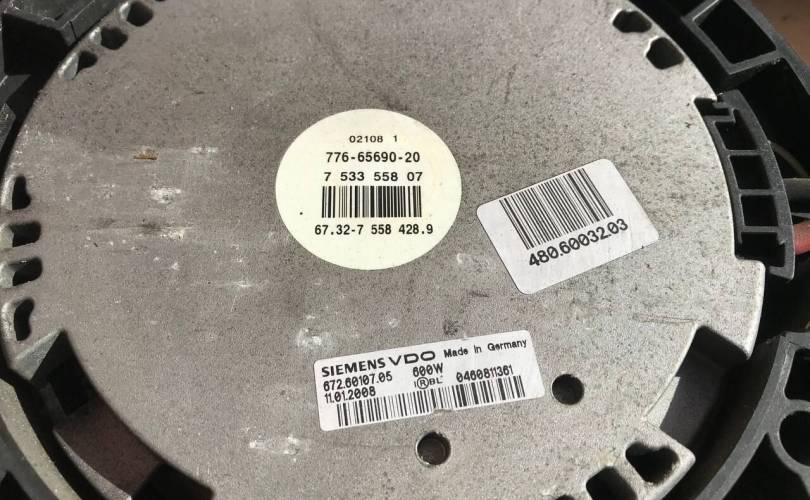 02108 1
776-65690-20
7 533 558 07
67.32-7 558 428.9
480.6003203
SIEMENS VDO Made In Germany
672.60107.05 600W
11.01.2008 I®BL 0460811361